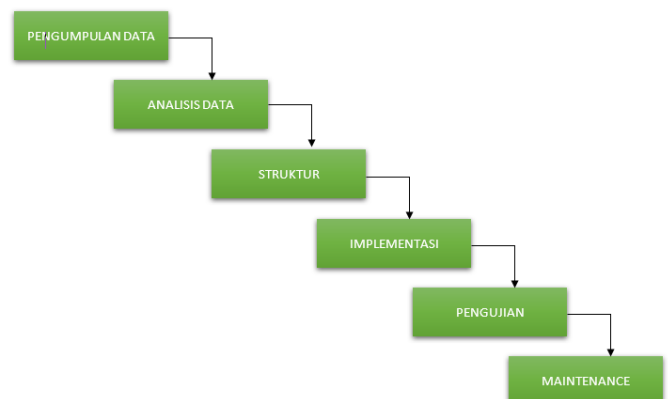 PENGUMPULAN DATA
ANALISIS DATA
STRUKTUR
IMPLEMENTASI
PENGUJIAN
MAINTENANCE